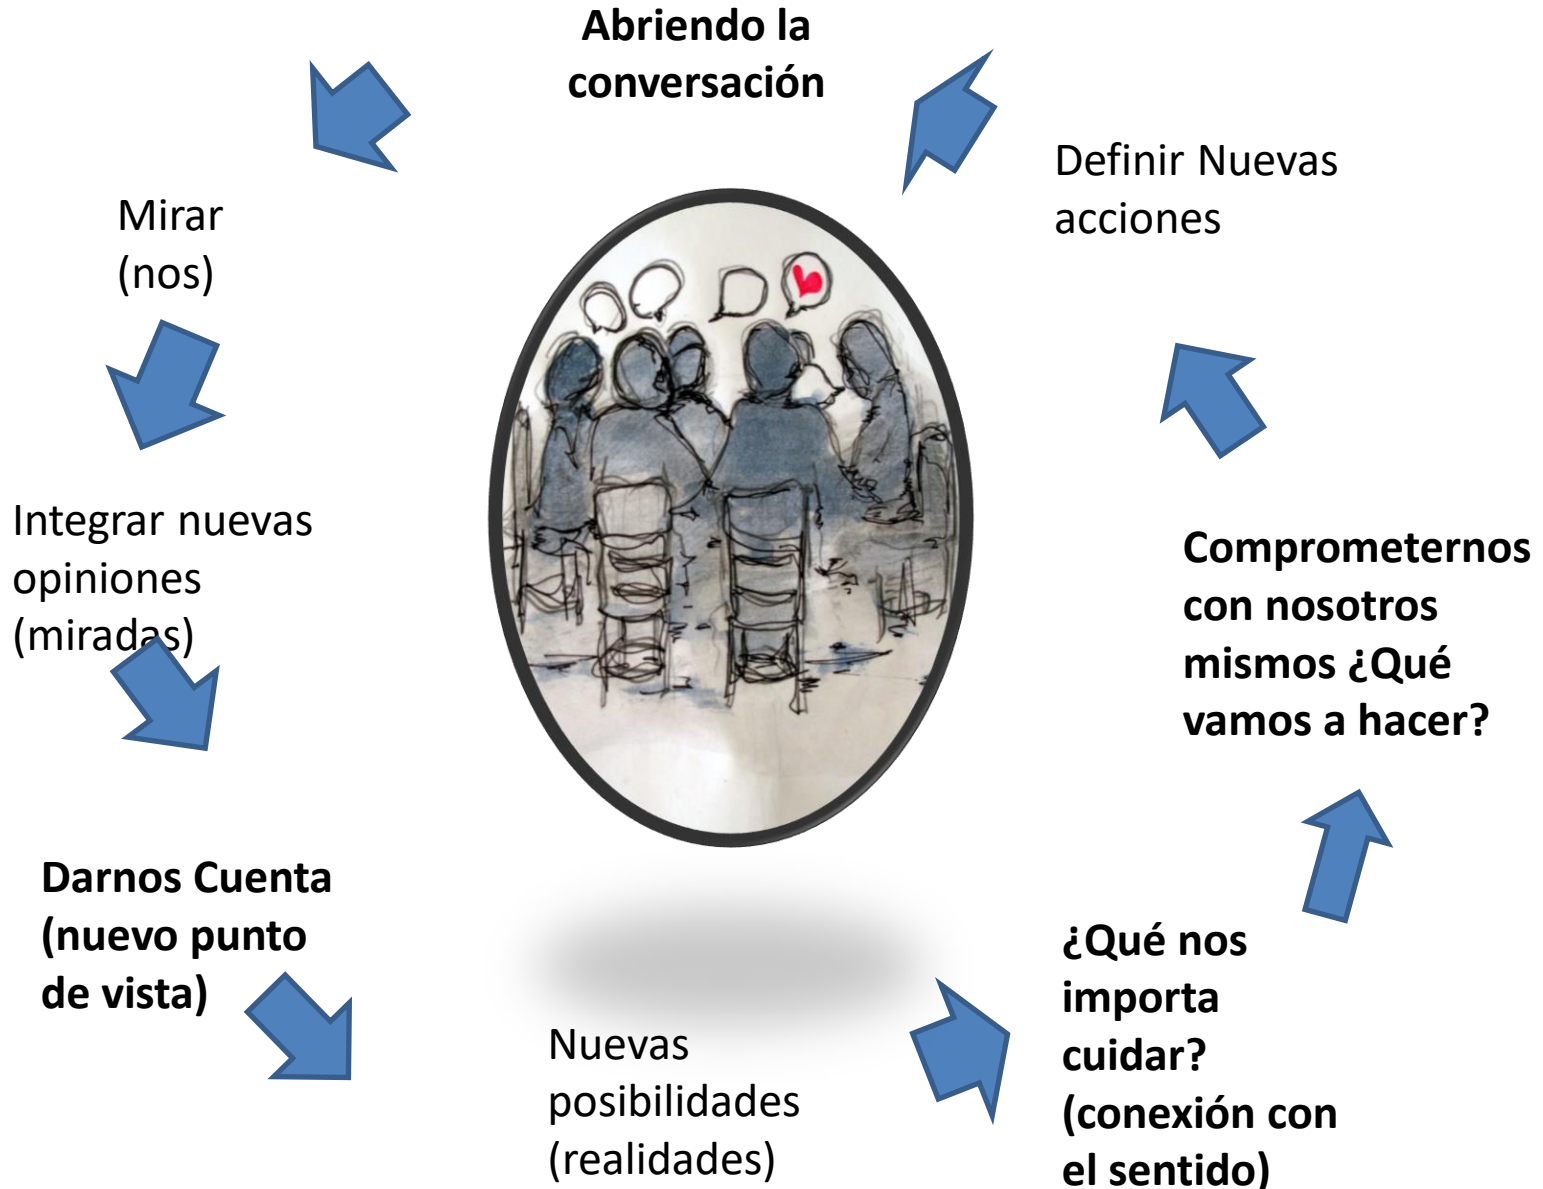 Abriendo la
conversación
Mirar
(nos)
Integrar nuevas
opiniones
(miradas)
Darnos Cuenta
(nuevo punto
de vista)
Nuevas
posibilidades
(realidades)
¿Qué nos
importa
cuidar?
(conexión con
el sentido)
Comprometernos
con nosotros
mismos ¿Qué
vamos a hacer?
Definir Nuevas
acciones